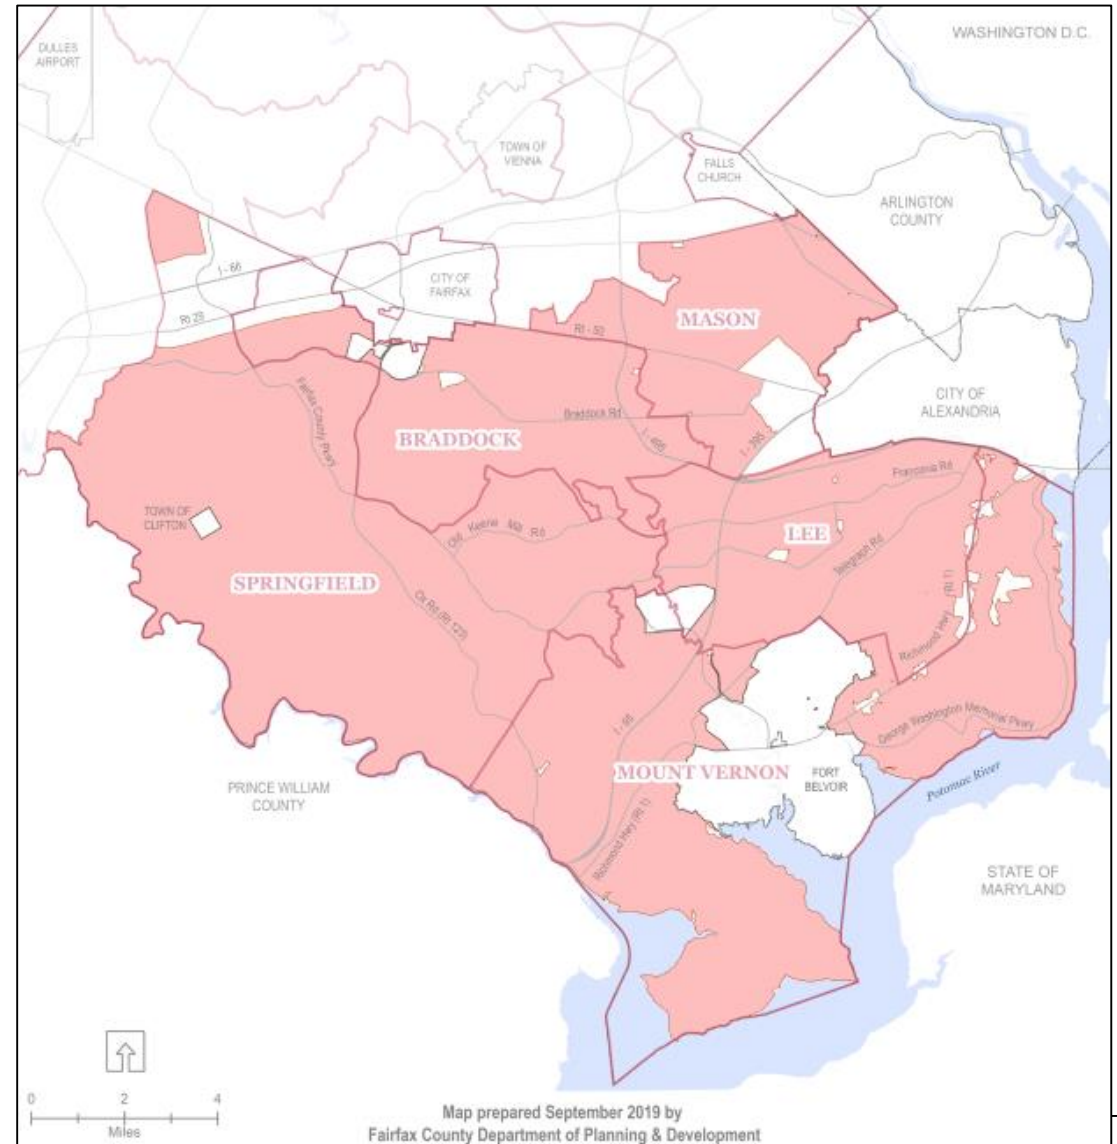 WASHINGTON D.C.
DULLES
AIRPORT
TOWN OF
VIENNA
FALLS
CHURCH
ARLINGTON
COUNTY
I - 66
CITY OF
FAIRFAX
MASON
Rt - 50
CITY OF
ALEXANDRIA
Fairfax County Pkwy
Braddock Rd
BRADDOCK
I - 495
I - 395
Franconia Rd
TOWN OF
CLIFTON
Old Keene Mill Rd
LEE
Telegraph Rd
SPRINGFIELD
Ox Rd (Rt 123)
Richmond Hwy (Rt 1)
George Washington Memorial Pkwy
I - 95
MOUNT VERNON
FORT
BELVOIR
Potomac River
PRINCE WILLIAM
COUNTY
Richmond Hwy (Rt 1)
STATE OF
MARYLAND
0 2 4
Miles
Map prepared September 2019 by
Fairfax County Department of Planning & Development